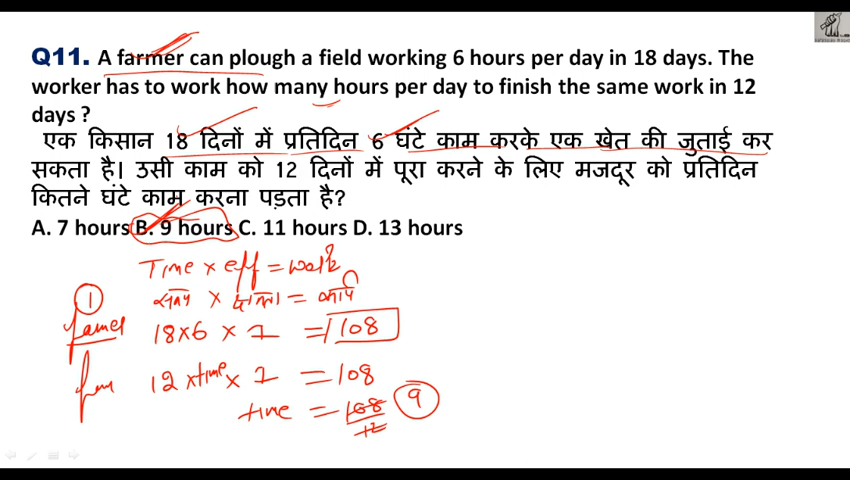 Q11. A farmer can plough a field working 6 hours per day in 18 days. The
worker has to work how many hours per day to finish the same work in 12
days ?
एक किसान 18 दिनों में प्रतिदिन 6 घंटे काम करके एक खेत की जुताई कर
सकता है। उसी काम को 12 दिनों में पूरा करने के लिए मजदूर को प्रतिदिन
कितने घंटे काम करना पड़ता है?
A. 7 hours B. 9 hours C. 11 hours D. 13 hours
Time × eff = work
समय × = कार्य
1
18×6 × 1 = 108
12 × time × 1 = 108
time = 108/12 9